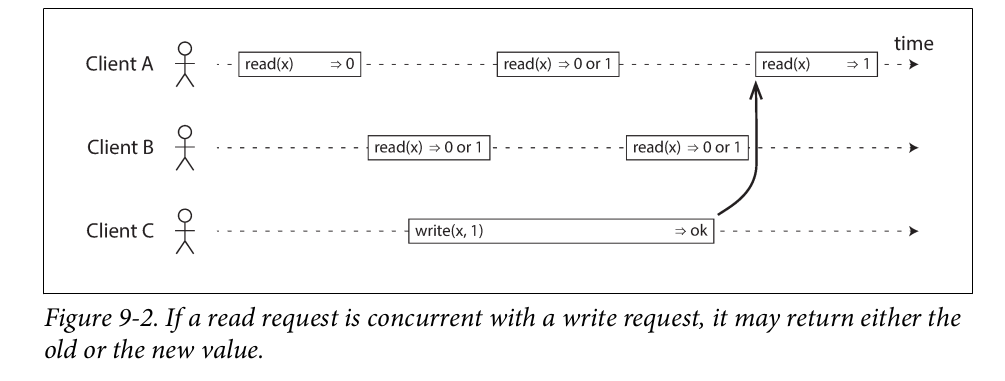 time
Client A read(x) ⇒ 0 read(x) ⇒ 0 or 1 read(x) ⇒ 1
Client B read(x) ⇒ 0 or 1 read(x) ⇒ 0 or 1
Client C write(x, 1) ⇒ ok
Figure 9-2. If a read request is concurrent with a write request, it may return either the
old or the new value.